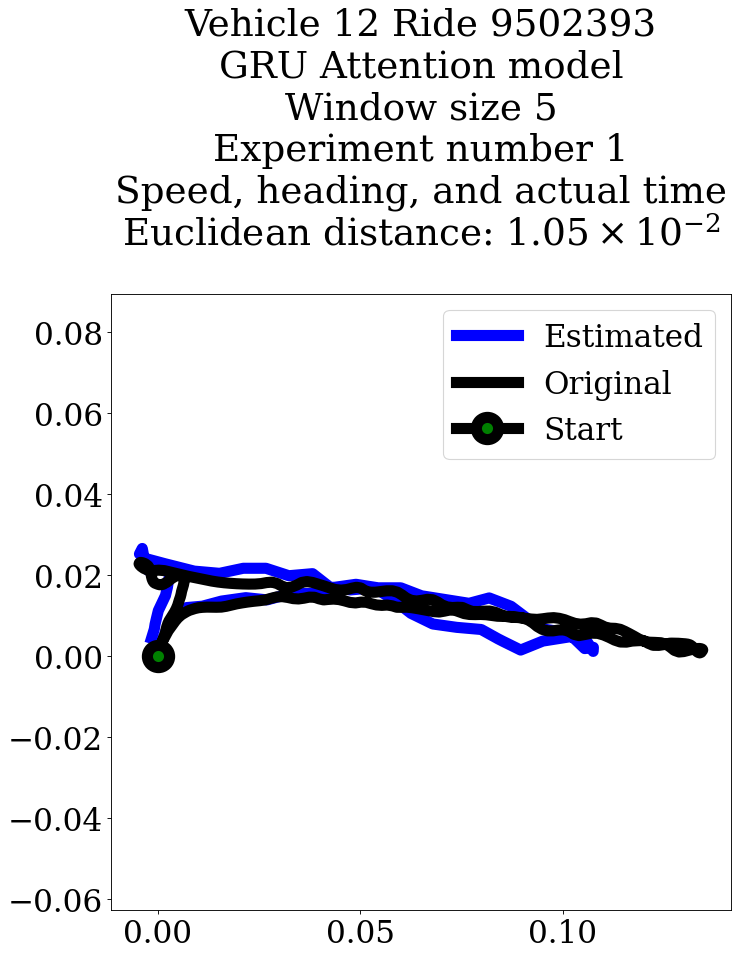 Vehicle 12 Ride 9502393
GRU Attention model
Window size 5
Experiment number 1
Speed, heading, and actual time
Euclidean distance: 1.05 × 10⁻²
Estimated
Original
Start
0.08
0.06
0.04
0.02
0.00
−0.02
−0.04
−0.06
0.00 0.05 0.10